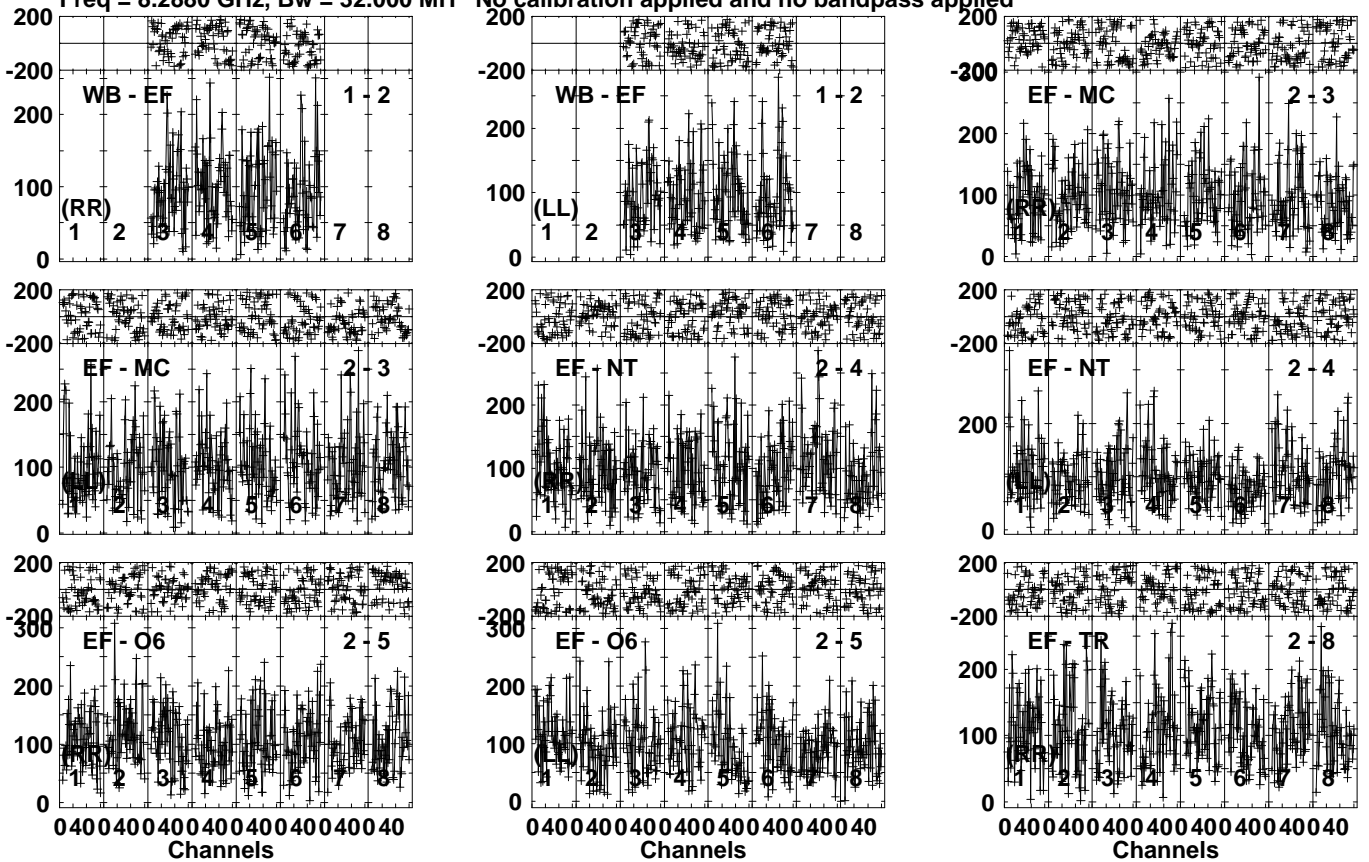 Freq = 8.2880 GHz, Bw = 32.000 MH No calibration applied and no bandpass applied
200 200 200
-200 -200 -200
WB - EF 1 - 2 WB - EF 1 - 2 EF - MC 2 - 3
200 200 300
100 100 200
0 0 100
0
(RR) (LL) (RR)
1 2 3 4 5 6 7 8 1 2 3 4 5 6 7 8 1 2 3 4 5 6 7 8
200 200 200
-200 -200 -200
EF - MC 2 - 3 EF - NT 2 - 4 EF - NT 2 - 4
200 200 200
100 100 0
0 0
(LL) (RR) (LL)
1 2 3 4 5 6 7 8 1 2 3 4 5 6 7 8 1 2 3 4 5 6 7 8
200 200 200
-200 -200 -200
300 300
EF - O6 2 - 5 EF - O6 2 - 5 EF - TR 2 - 8
200 200 200
100 100 100
(RR) (LL) (RR)
1 2 3 4 5 6 7 8 1 2 3 4 5 6 7 8 1 2 3 4 5 6 7 8
0 0 0
0 40 0 40 0 40 0 40 0 40 0 40 0 40 0 40 0 40 0 40 0 40 0 40 0 40 0 40 0 40 0 40 0 40 0 40 0 40 0 40 0 40 0 40 0 40 0 40
Channels Channels Channels